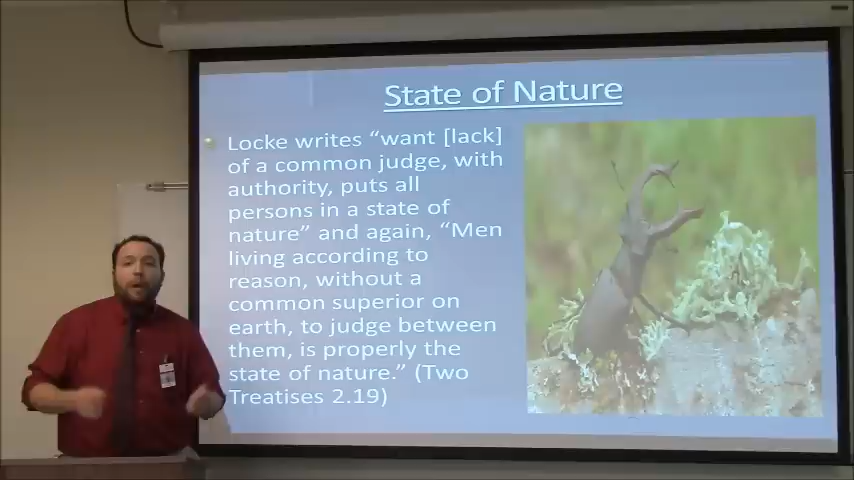 State of Nature
Locke writes “want [lack]
of a common judge, with
authority, puts all
persons in a state of
nature” and again, “Men
living according to
reason, without a
common superior on
earth, to judge between
them, is properly the
state of nature.” (Two
Treatises 2.19)